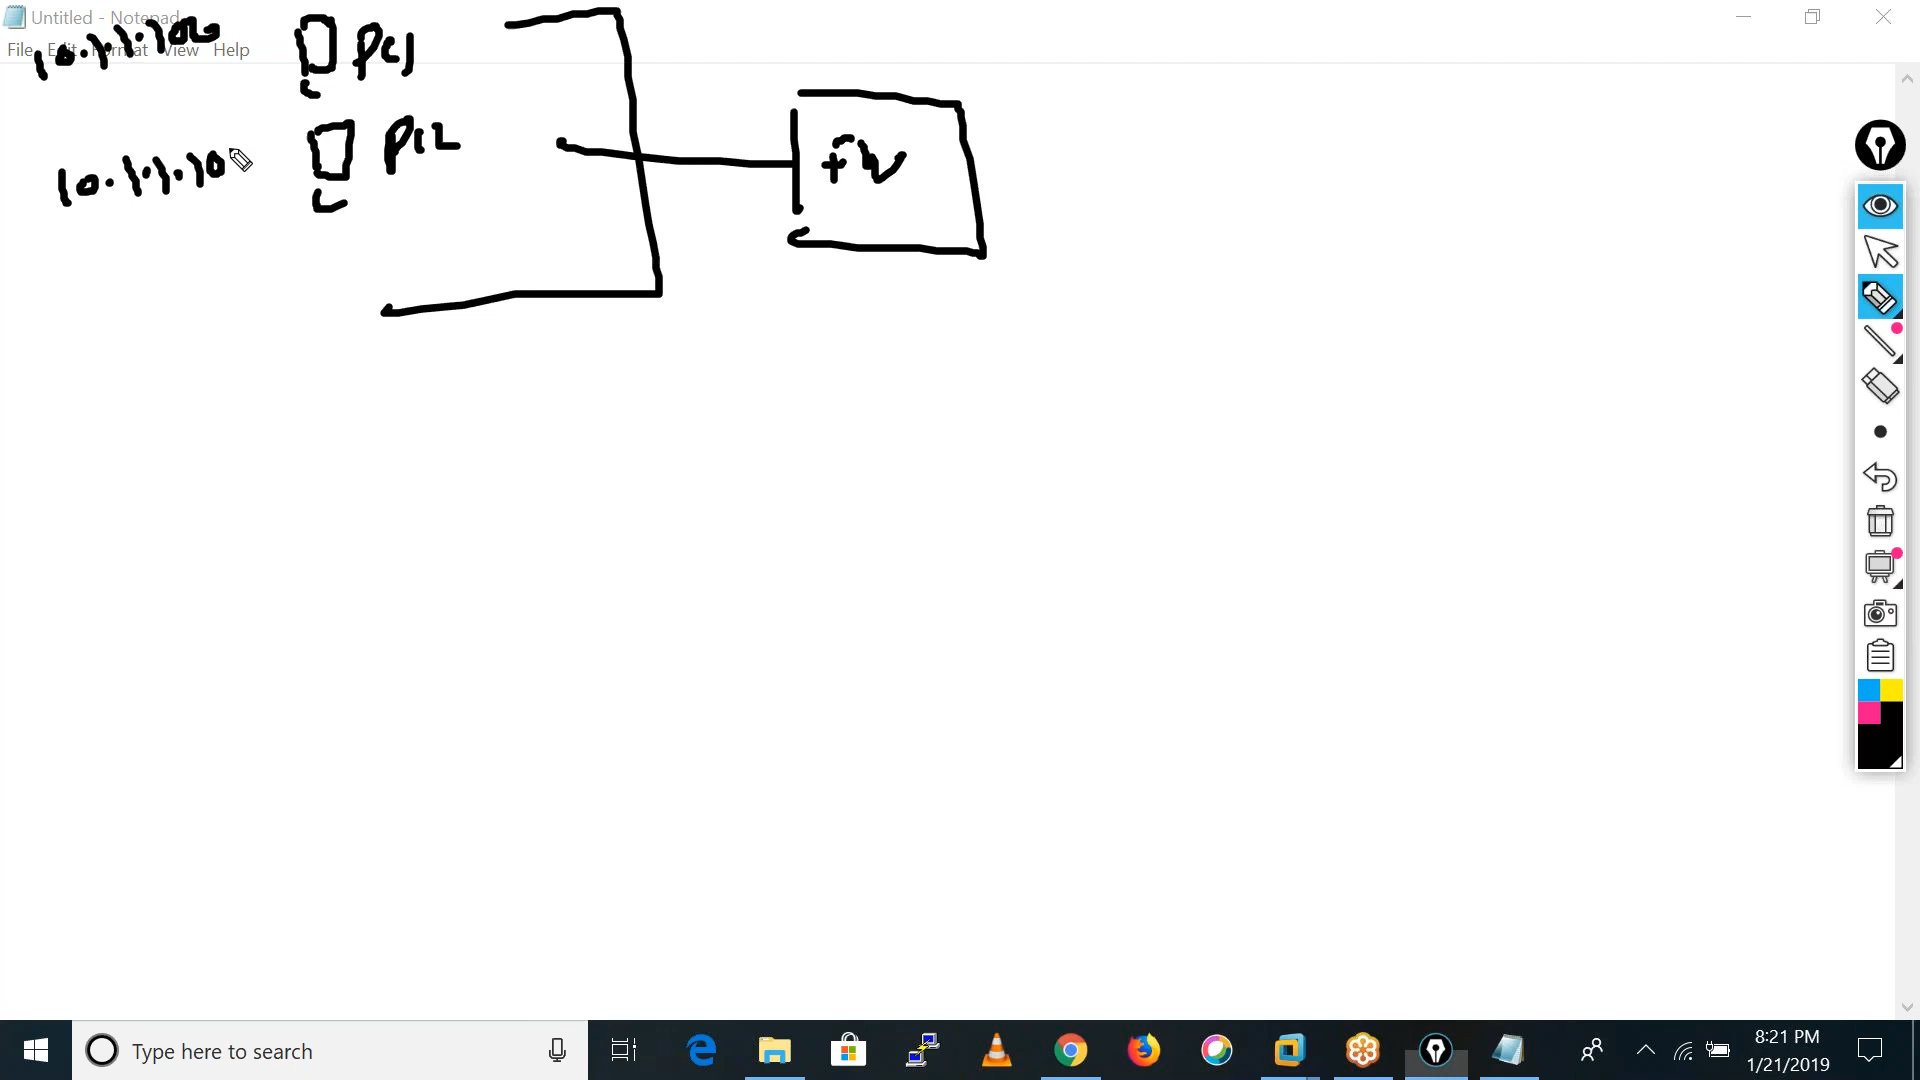 Untitled - Notepad
File Edit Format View Help
10.1.1.100 PC1
10.1.1.10 PC2
FW
Type here to search
8:21 PM
1/21/2019